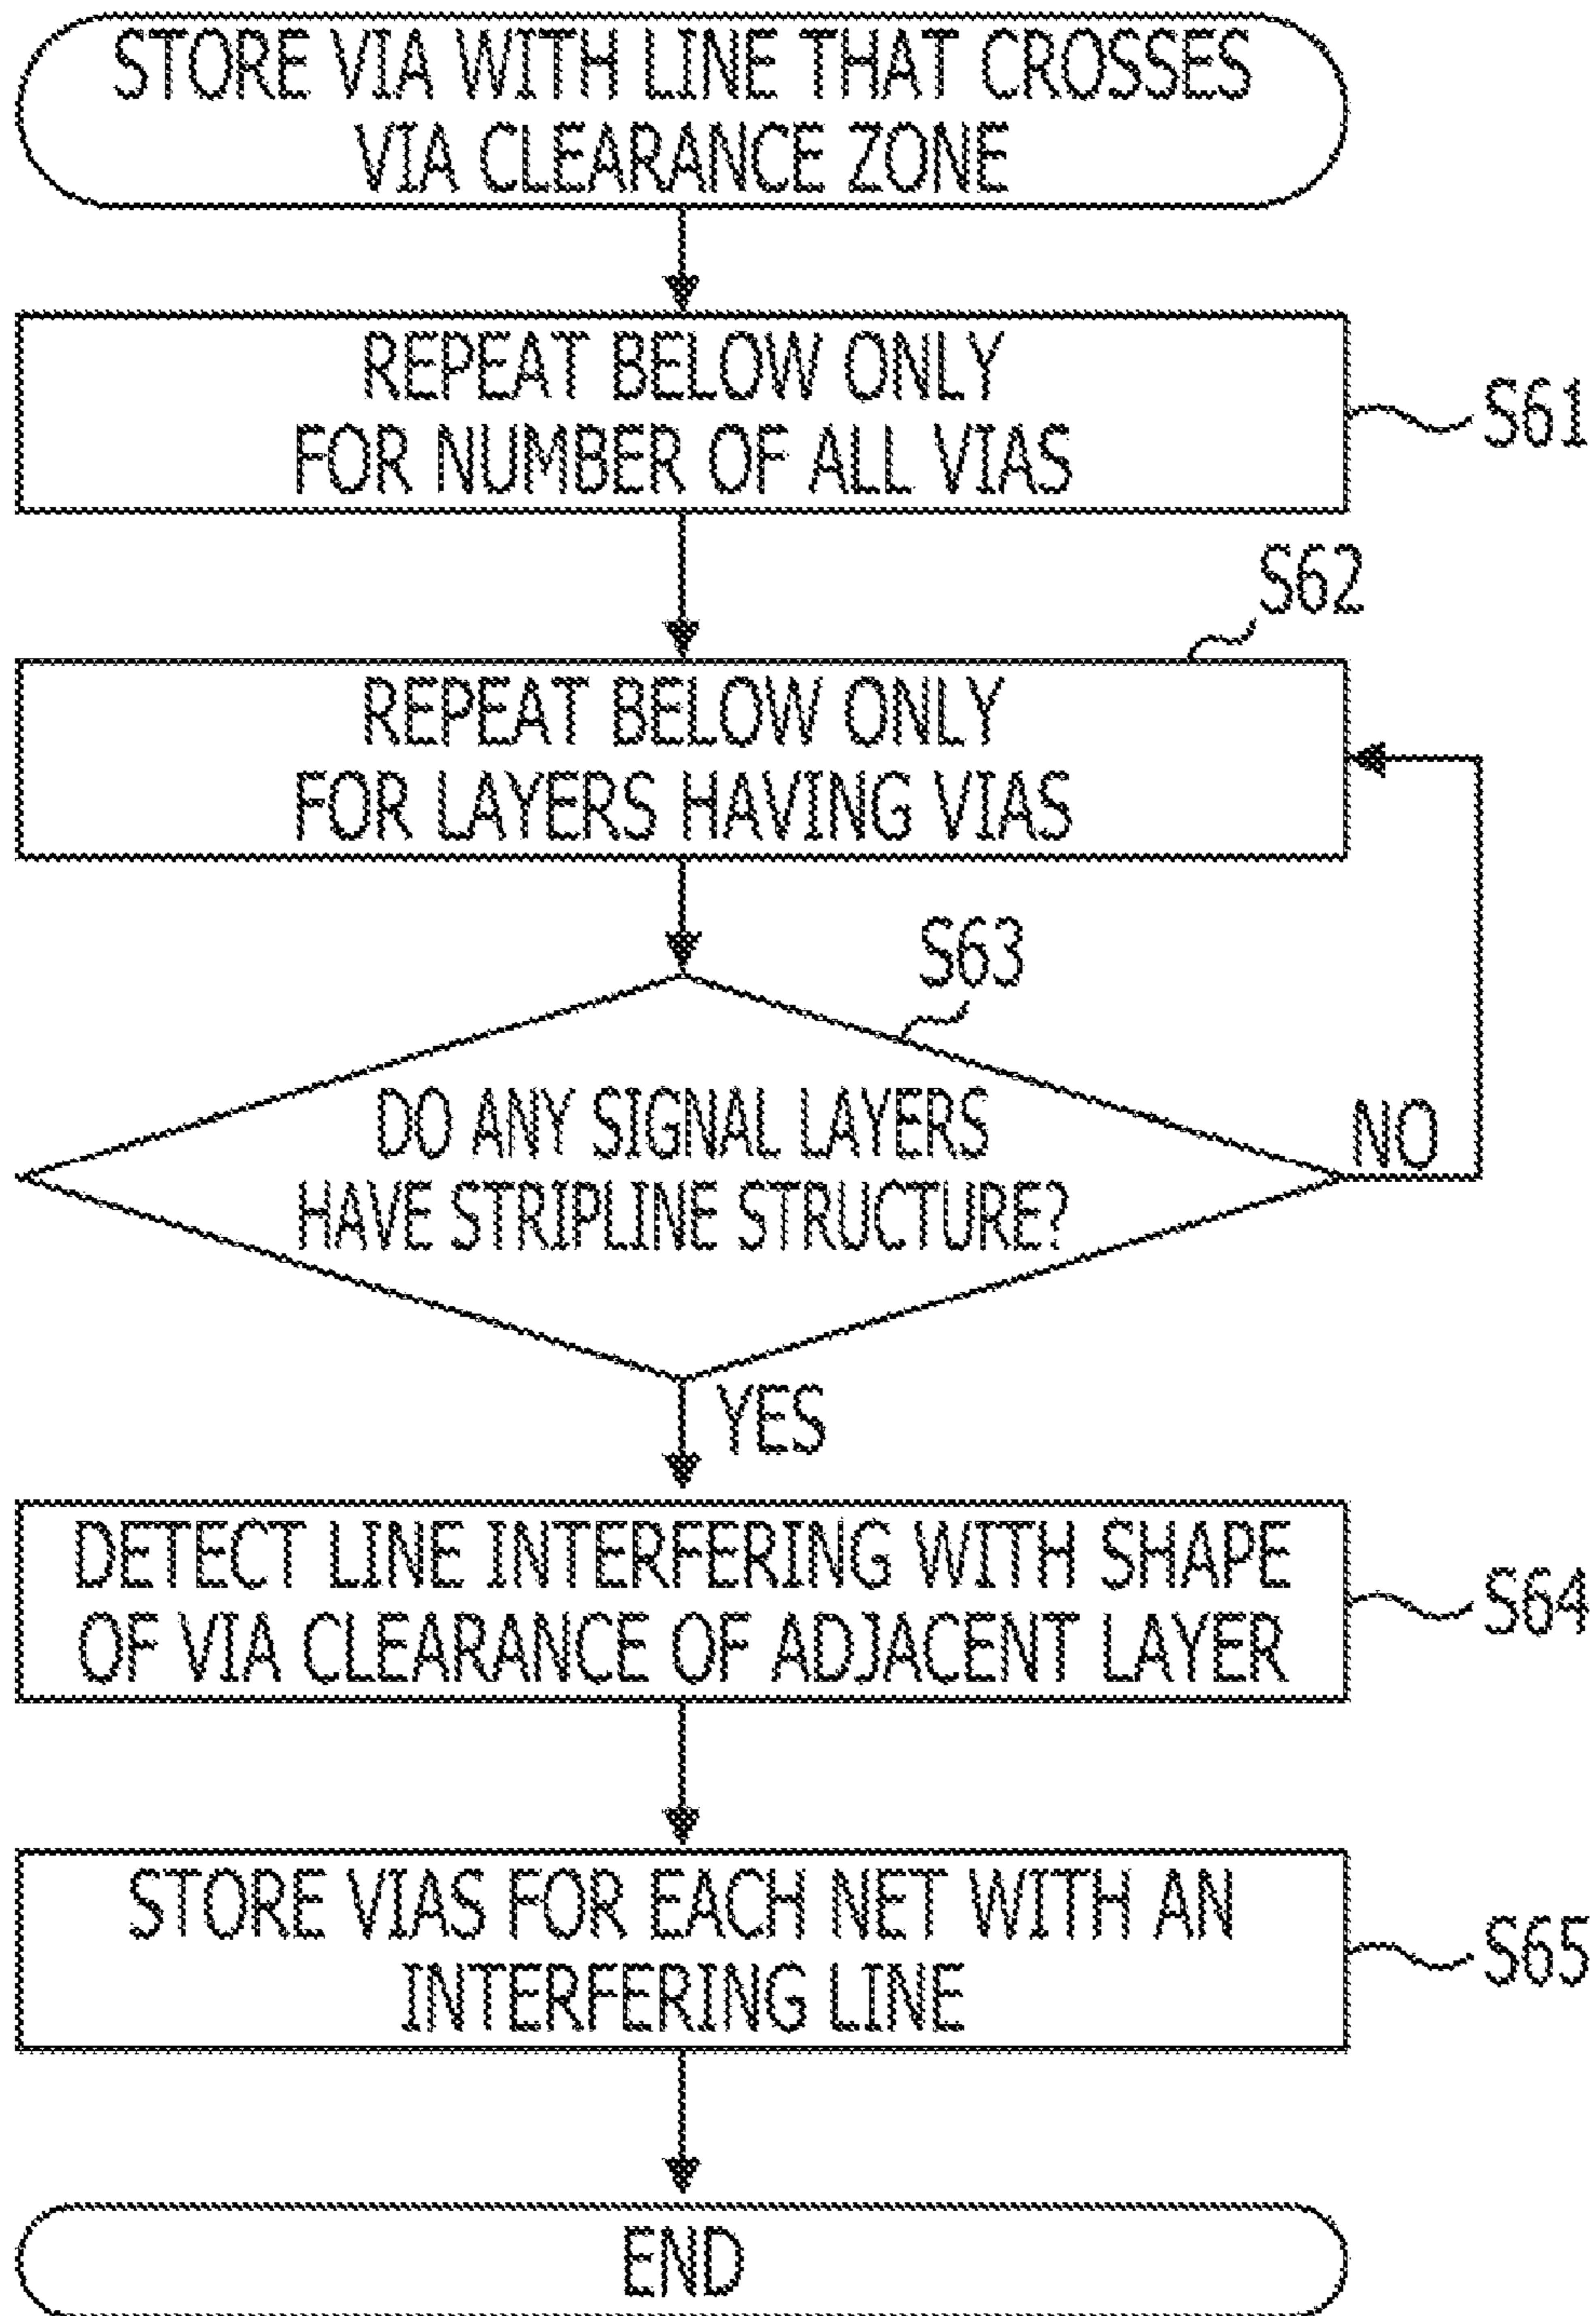 STORE VIA WITH LINE THAT CROSSES
VIA CLEARANCE ZONE
REPEAT BELOW ONLY
FOR NUMBER OF ALL VIAS
S61
S62
REPEAT BELOW ONLY
FOR LAYERS HAVING VIAS
S63
DO ANY SIGNAL LAYERS
HAVE STRIPLINE STRUCTURE?
NO
YES
DETECT LINE INTERFERING WITH SHAPE
OF VIA CLEARANCE OF ADJACENT LAYER
S64
STORE VIAS FOR EACH NET WITH AN
INTERFERING LINE
S65
END